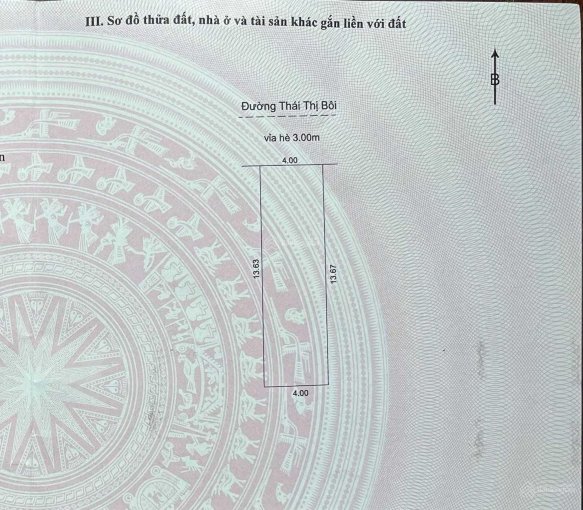 III. Sơ đồ thửa đất, nhà ở và tài sản khác gắn liền với đất
B
Đường Thái Thị Bôi
vỉa hè 3.00m
n
4.00
13.63
13.67
4.00